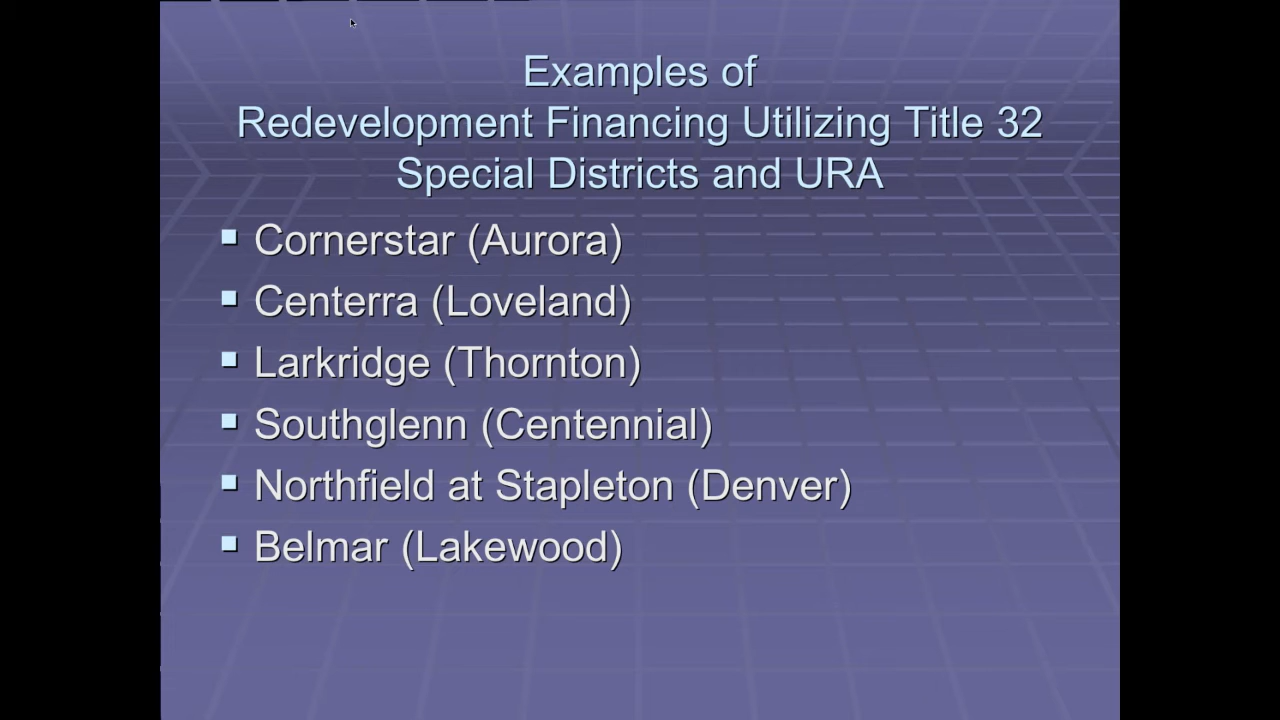 Examples of
Redevelopment Financing Utilizing Title 32
Special Districts and URA
Cornerstar (Aurora)
Centerra (Loveland)
Larkridge (Thornton)
Southglenn (Centennial)
Northfield at Stapleton (Denver)
Belmar (Lakewood)